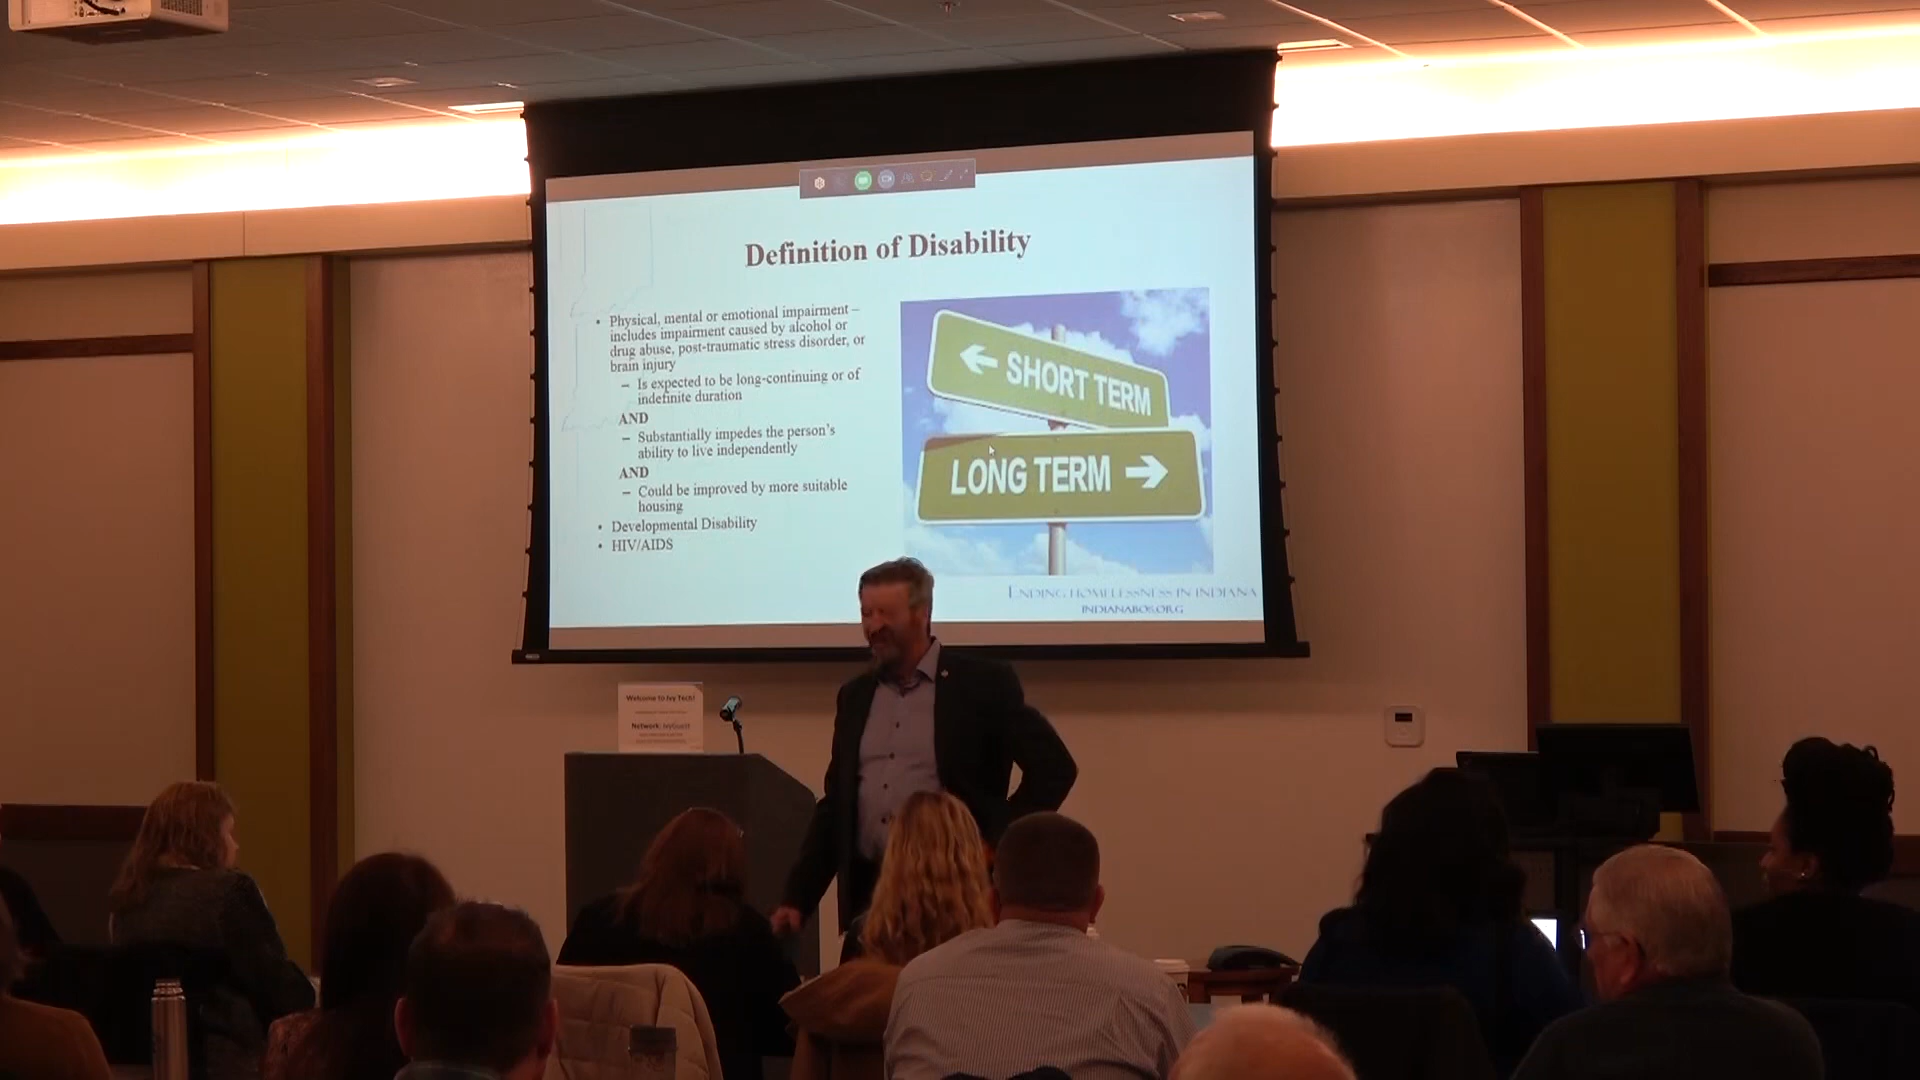 Definition of Disability
• Physical, mental or emotional impairment –
includes impairment caused by alcohol or
drug abuse, post-traumatic stress disorder, or
brain injury
– Is expected to be long-continuing or of
indefinite duration
AND
– Substantially impedes the person's
ability to live independently
AND
– Could be improved by more suitable
housing
• Developmental Disability
• HIV/AIDS
SHORT TERM
LONG TERM
ENDING HOMELESSNESS IN INDIANA
INDIANABOS.ORG
Welcome to Ivy Tech!
Network: IvyGuest